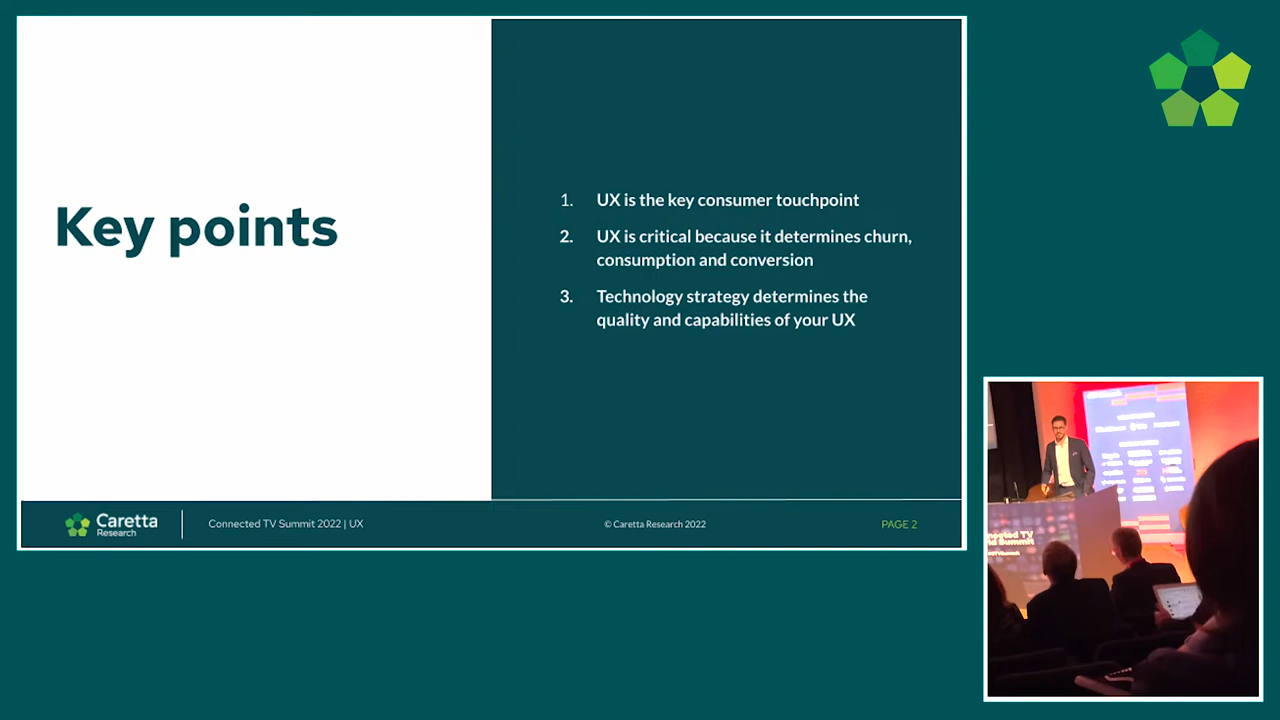 Key points
1. UX is the key consumer touchpoint
2. UX is critical because it determines churn,
consumption and conversion
3. Technology strategy determines the
quality and capabilities of your UX
Caretta
Research
Connected TV Summit 2022 | UX
© Caretta Research 2022
PAGE 2